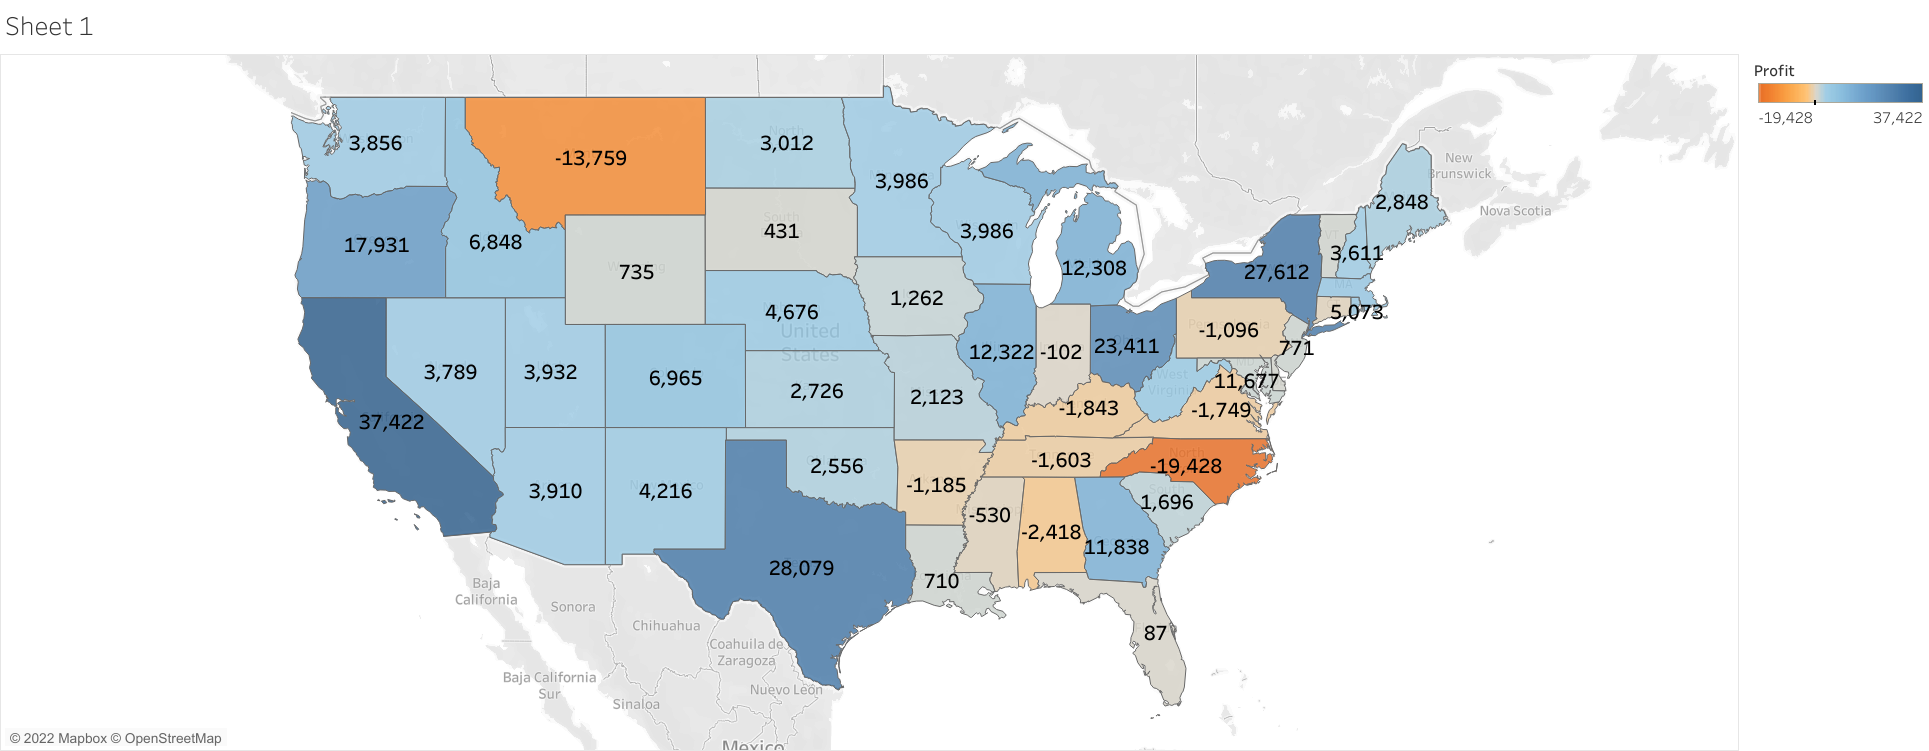 Sheet 1
Profit
-19,428
37,422
New
Brunswick
Nova Scotia
3,856
-13,759
3,012
3,986
2,848
17,931
6,848
735
431
3,986
12,308
27,612
3,611
MA
1,262
4,676
United
States
5,073
-1,096
771
3,789
3,932
6,965
2,726
2,123
12,322
-102
23,411
West
Virginia
11,677
37,422
-1,843
-1,749
3,910
4,216
2,556
-1,185
-1,603
North
-19,428
South
1,696
-530
-2,418
11,838
28,079
710
87
Baja
California
Sonora
Chihuahua
Coahuila de
Zaragoza
Baja California
Sur
Sinaloa
Nuevo León
Mexico
© 2022 Mapbox © OpenStreetMap